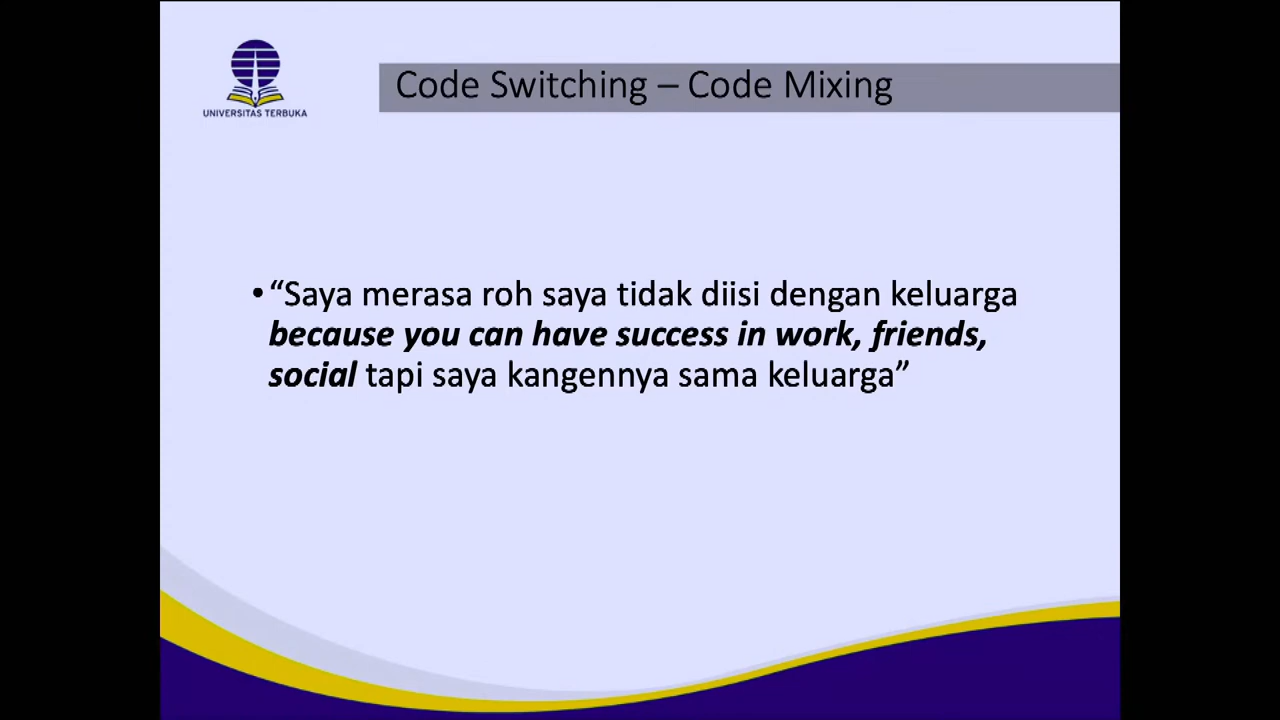 UNIVERSITAS TERBUKA
Code Switching – Code Mixing
•“Saya merasa roh saya tidak diisi dengan keluarga
because you can have success in work, friends,
social tapi saya kangennya sama keluarga”